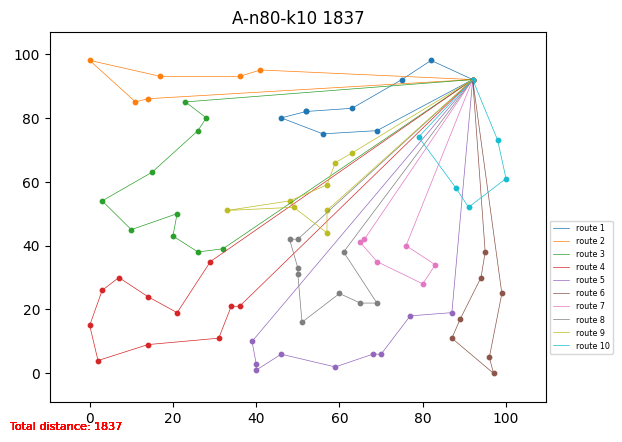 A-n80-k10 1837
100
80
60
40
20
0
0 20 40 60 80 100
route 1
route 2
route 3
route 4
route 5
route 6
route 7
route 8
route 9
route 10
Total distance: 1837